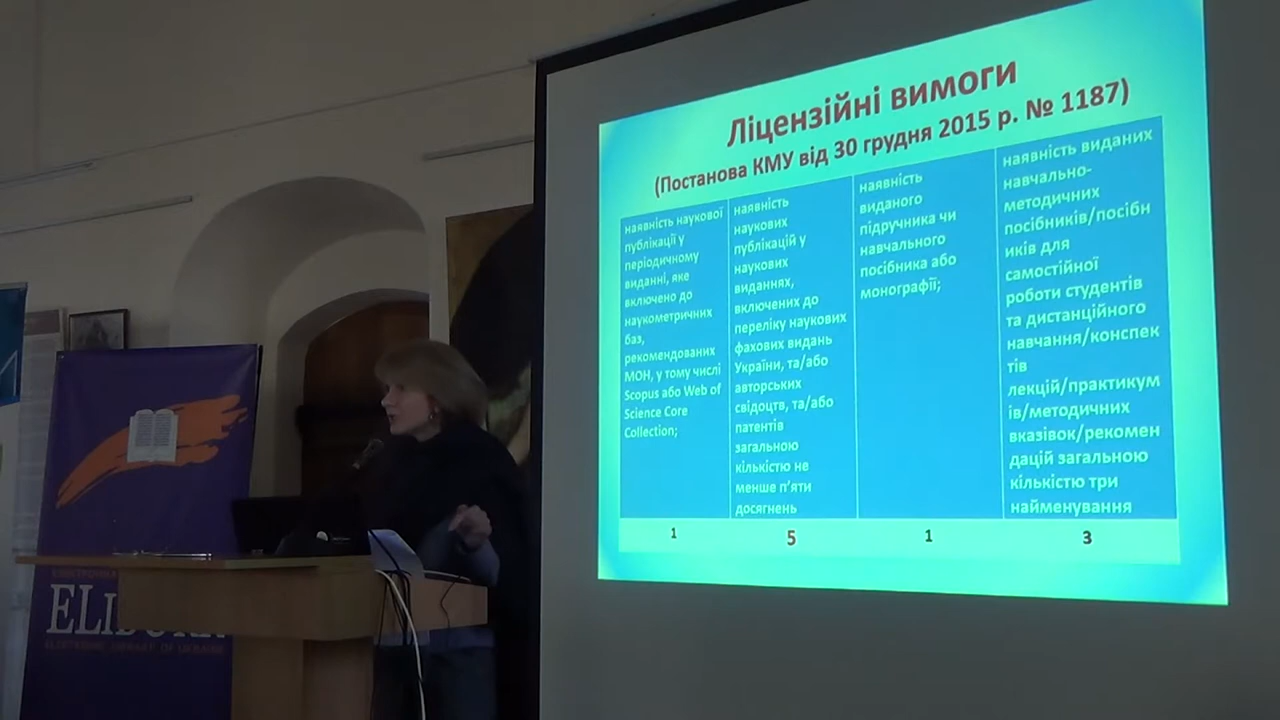 Ліцензійні вимоги
(Постанова КМУ від 30 грудня 2015 р. № 1187)
наявність наукової
публікації у
періодичному
виданні, яке
включено до
наукометричних
баз,
рекомендованих
МОН, у тому числі
Scopus або Web of
Science Core
Collection;
наявність
наукових
публікацій у
наукових
виданнях,
включених до
переліку наукових
фахових видань
України, та/або
авторських
свідоцтв, та/або
патентів
загальною
кількістю не
менше п'яти
досягнень
наявність
виданого
підручника чи
навчального
посібника або
монографії;
наявність виданих
навчально-
методичних
посібників/посібн
иків для
самостійної
роботи студентів
та дистанційного
навчання/конспек
тів
лекцій/практикум
ів/методичних
вказівок/рекомен
дацій загальною
кількістю три
найменування
1
5
1
3